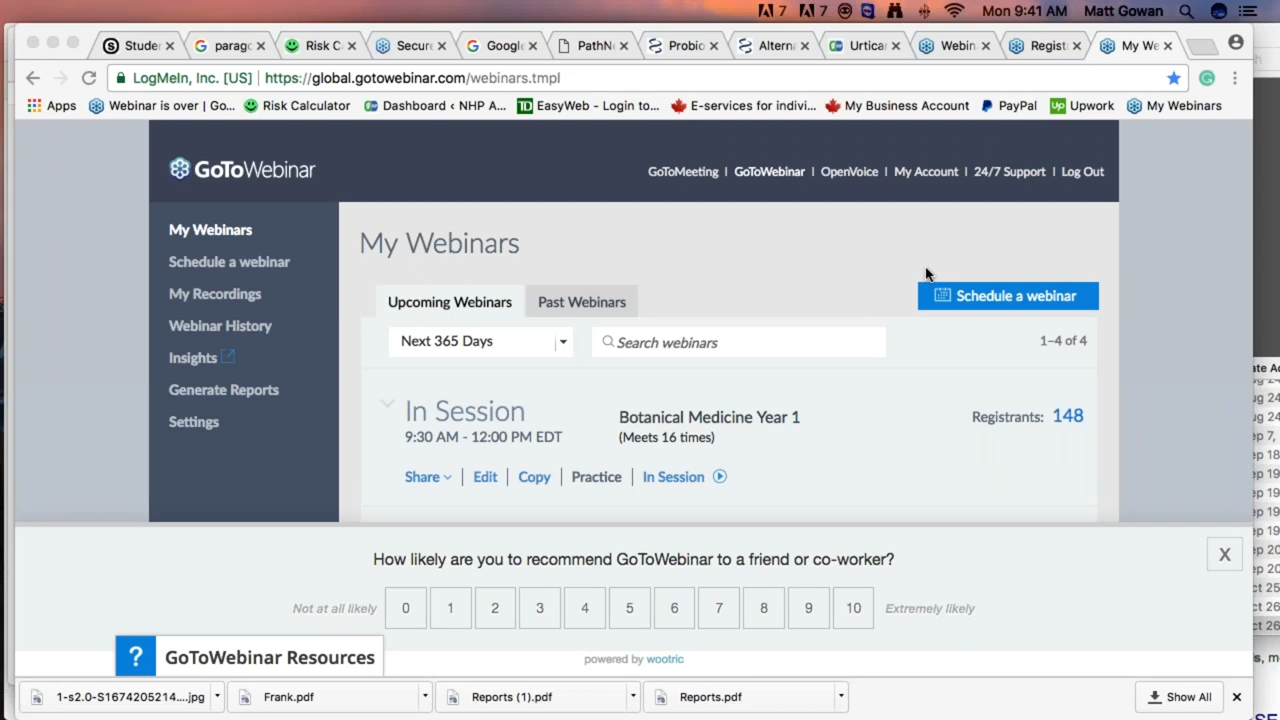 7 7 Mon 9:41 AM Matt Gowan
Studer paragc Risk C Secure Google PathN Probio Altern Urticar Webin Regist My We
LogMeIn, Inc. [US] | https://global.gotowebinar.com/webinars.tmpl
Apps Webinar is over | Go... Risk Calculator Dashboard < NHP A... EasyWeb - Login to... E-services for indivi... My Business Account PayPal Upwork My Webinars
GoToWebinar
GoToMeeting | GoToWebinar | OpenVoice | My Account | 24/7 Support | Log Out
My Webinars
Schedule a webinar
My Recordings
Webinar History
Insights
Generate Reports
Settings
My Webinars
Schedule a webinar
Upcoming Webinars Past Webinars
Next 365 Days Search webinars 1–4 of 4
In Session Botanical Medicine Year 1 Registrants: 148
9:30 AM - 12:00 PM EDT (Meets 16 times)
Share | Edit | Copy | Practice | In Session
How likely are you to recommend GoToWebinar to a friend or co-worker? X
Not at all likely 0 1 2 3 4 5 6 7 8 9 10 Extremely likely
? GoToWebinar Resources
powered by wootric
1-s2.0-S1674205214....jpg Frank.pdf Reports (1).pdf Reports.pdf Show All